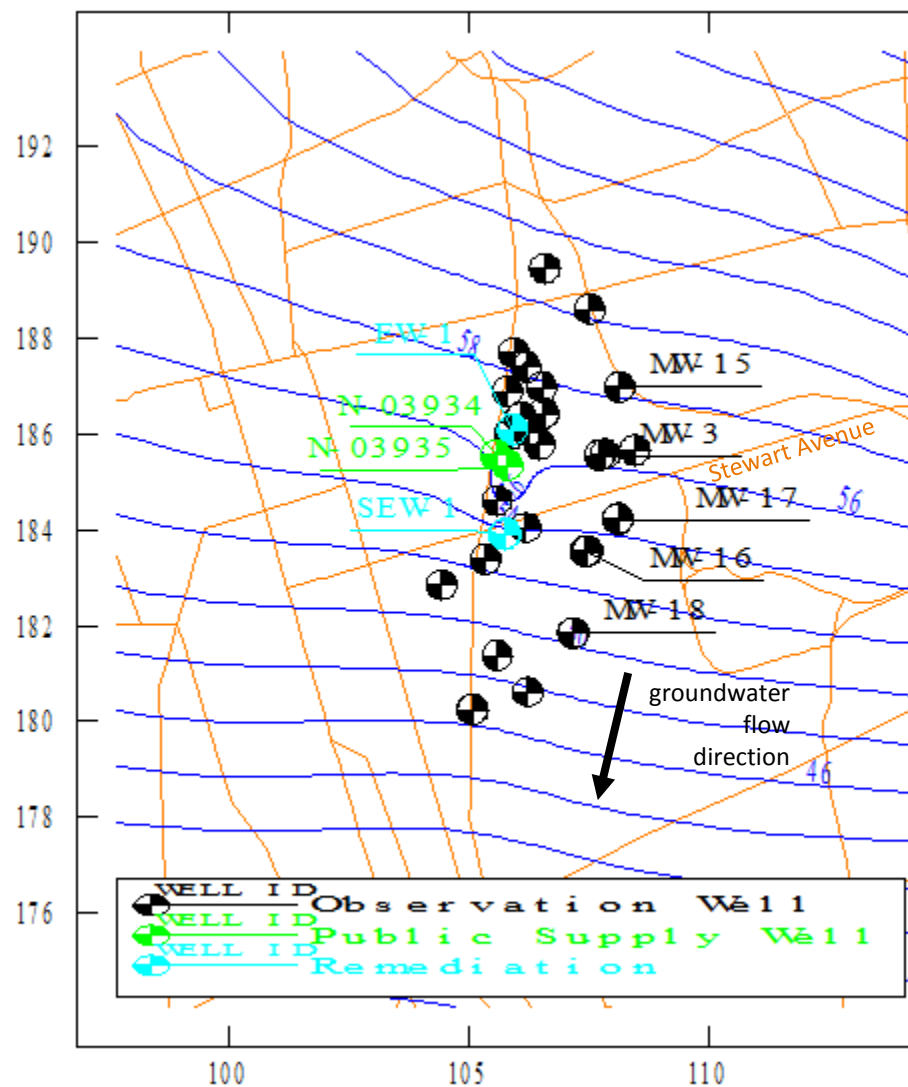 192
190
188
186
184
182
180
178
176
EW-1
58
MW-15
N-03934
MW-3
N-03935
Stewart Avenue
SEW-1
MW-17
56
MW-16
MW-18
groundwater
flow
direction
46
WELL ID
Observation Well
WELL ID
Public Supply Well
WELL ID
Remediation
100
105
110